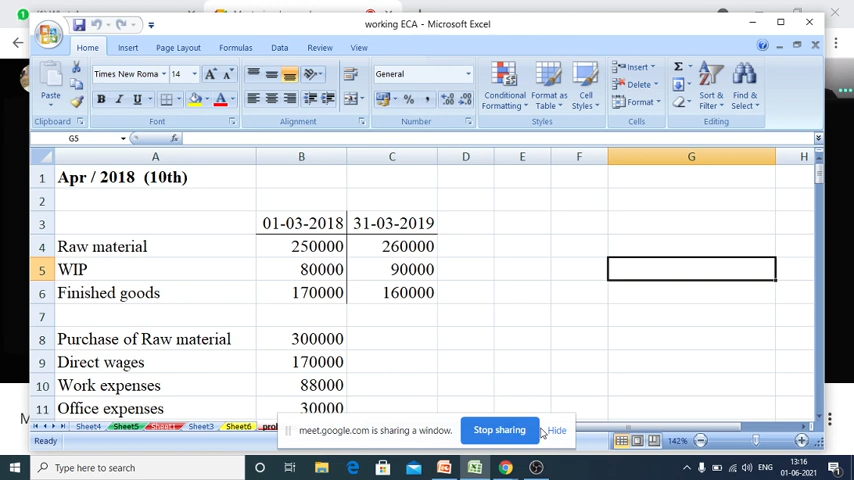 working ECA - Microsoft Excel
Home Insert Page Layout Formulas Data Review View
Times New Roma 14 A A General Insert Σ
Paste B I U A % , Conditional Formatting Format as Table Cell Styles Delete Format Sort & Filter Find & Select
Clipboard Font Alignment Number Styles Cells Editing
G5 fx
A B C D E F G H
1 Apr / 2018 (10th)
2
3 01-03-2018 31-03-2019
4 Raw material 250000 260000
5 WIP 80000 90000
6 Finished goods 170000 160000
7
8 Purchase of Raw material 300000
9 Direct wages 170000
10 Work expenses 88000
11 Office expenses 30000
Sheet4 Sheet5 Sheet1 Sheet3 Sheet6
meet.google.com is sharing a window. Stop sharing Hide
Ready 142%
Type here to search ENG 13:16
01-06-2021